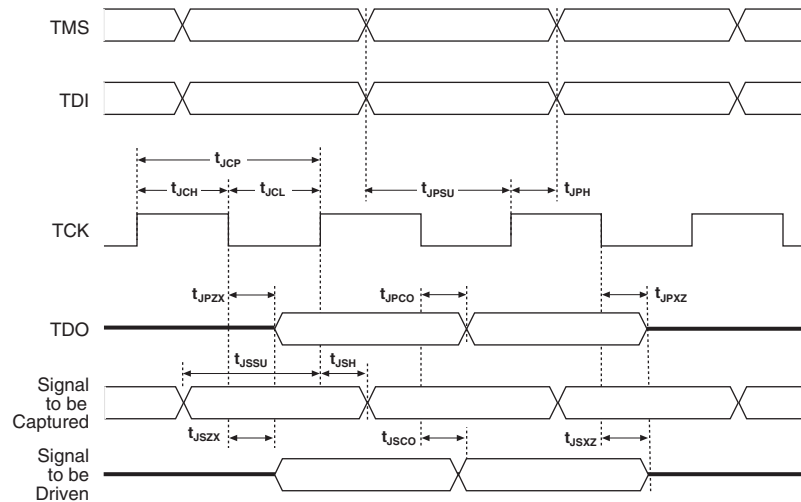 TMS
TDI
tJCP
tJCH tJCL tJPSU tJPH
TCK
tJPZX tJPCO tJPXZ
TDO
tJSSU tJSH
Signal
to be
Captured
tJSZX tJSCO tJSXZ
Signal
to be
Driven